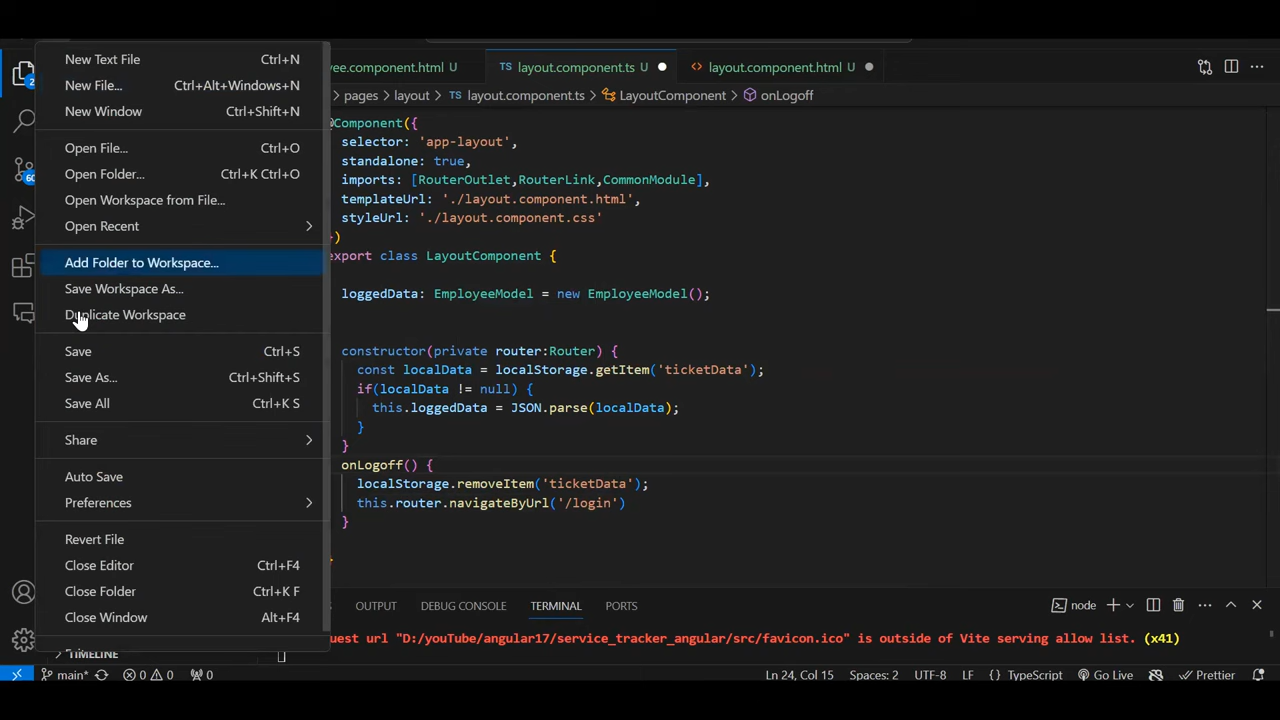 New Text File Ctrl+N
New File... Ctrl+Alt+Windows+N
New Window Ctrl+Shift+N
Open File... Ctrl+O
Open Folder... Ctrl+K Ctrl+O
Open Workspace from File...
Open Recent
Add Folder to Workspace...
Save Workspace As...
Duplicate Workspace
Save Ctrl+S
Save As... Ctrl+Shift+S
Save All Ctrl+K S
Share
Auto Save
Preferences
Revert File
Close Editor Ctrl+F4
Close Folder Ctrl+K F
Close Window Alt+F4
TIMELINE
2
60
yee.component.html
TS layout.component.ts
<> layout.component.html
pages > layout > TS layout.component.ts > LayoutComponent > onLogoff
@Component({
selector: 'app-layout',
standalone: true,
imports: [RouterOutlet,RouterLink,CommonModule],
templateUrl: './layout.component.html',
styleUrl: './layout.component.css'
})
export class LayoutComponent {
loggedData: EmployeeModel = new EmployeeModel();
constructor(private router:Router) {
const localData = localStorage.getItem('ticketData');
if(localData != null) {
this.loggedData = JSON.parse(localData);
}
}
onLogoff() {
localStorage.removeItem('ticketData');
this.router.navigateByUrl('/login')
}
OUTPUT DEBUG CONSOLE TERMINAL PORTS
node
uest url "D:/youTube/angular17/service_tracker_angular/src/favicon.ico" is outside of Vite serving allow list. (x41)
main* 0 0 0 Ln 24, Col 15 Spaces: 2 UTF-8 LF {} TypeScript Go Live Prettier